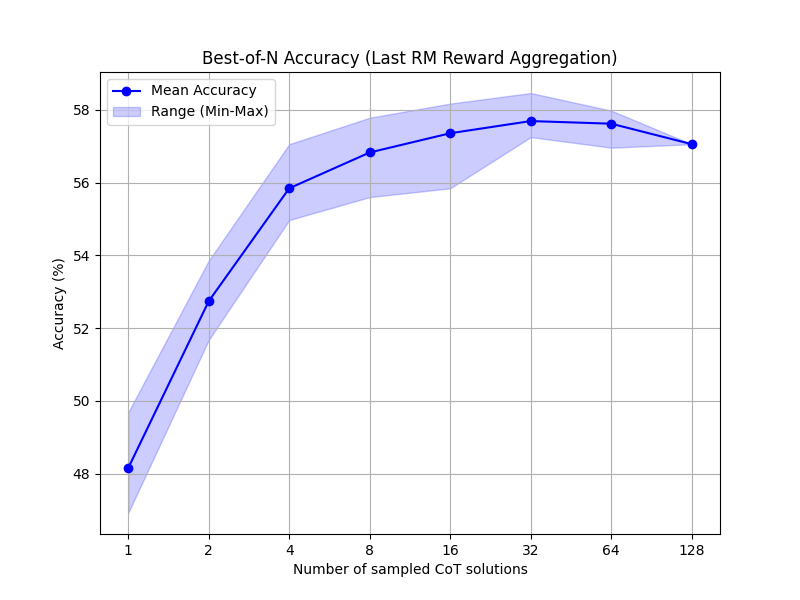 Best-of-N Accuracy (Last RM Reward Aggregation)
Mean Accuracy
Range (Min-Max)
58
56
54
52
50
48
Accuracy (%)
1 2 4 8 16 32 64 128
Number of sampled CoT solutions